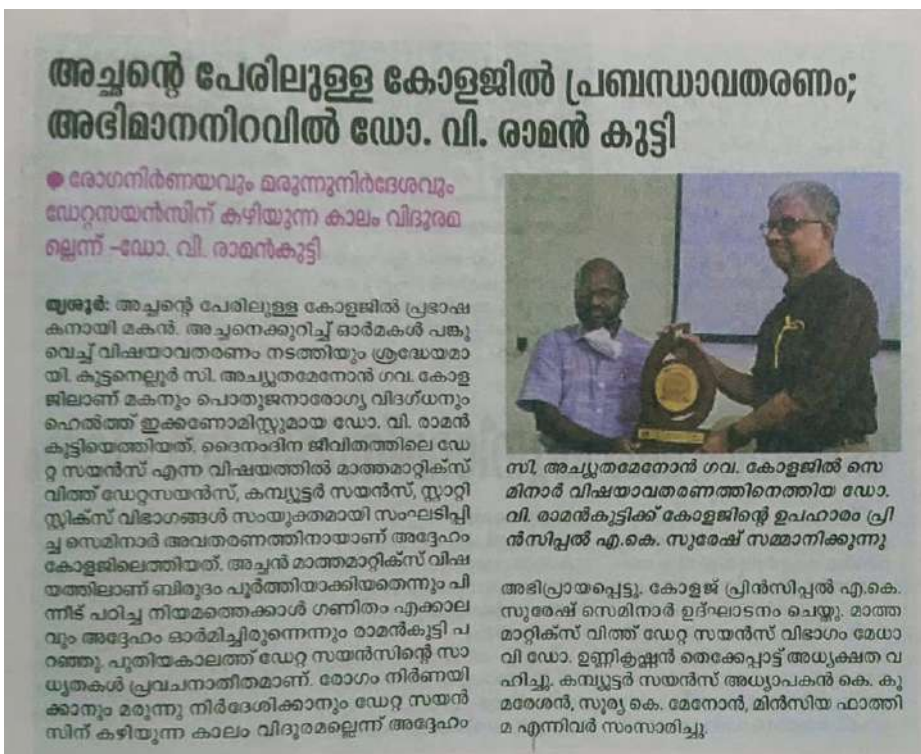 അച്ഛന്റെ പേരിലുള്ള കോളജിൽ പ്രബന്ധാവതരണം;
അഭിമാനനിറവിൽ ഡോ. വി. രാമൻ കുട്ടി
● രോഗനിർണയവും മരുന്നുനിർദേശവും
ഡേറ്റസയൻസിന് കഴിയുന്ന കാലം വിദൂരമ
ല്ലെന്ന് -ഡോ. വി. രാമൻകുട്ടി
തൃശൂർ: അച്ഛന്റെ പേരിലുള്ള കോളജിൽ പ്രഭാഷ
കനായി മകൻ. അച്ഛനെക്കുറിച്ച് ഓർമകൾ പങ്കു
വെച്ച് വിഷയാവതരണം നടത്തിയും ശ്രദ്ധേയമാ
യി. കുട്ടനെല്ലൂർ സി. അച്യുതമേനോൻ ഗവ. കോള
ജിലാണ് മകനും പൊതുജനാരോഗ്യ വിദഗ്ധനും
ഹെൽത്ത് ഇക്കണോമിസ്റ്റുമായ ഡോ. വി. രാമൻ
കുട്ടിയെത്തിയത്. ദൈനംദിന ജീവിതത്തിലെ ഡേ
റ്റ സയൻസ് എന്ന വിഷയത്തിൽ മാത്തമാറ്റിക്സ്
വിത്ത് ഡേറ്റസയൻസ്, കമ്പ്യൂട്ടർ സയൻസ്, സ്റ്റാറ്റി
സ്റ്റിക്സ് വിഭാഗങ്ങൾ സംയുക്തമായി സംഘടിപ്പി
ച്ച സെമിനാർ അവതരണത്തിനായാണ് അദ്ദേഹം
കോളജിലെത്തിയത്. അച്ഛൻ മാത്തമാറ്റിക്സ് വിഷ
യത്തിലാണ് ബിരുദം പൂർത്തിയാക്കിയതെന്നും പി
ന്നീട് പഠിച്ച നിയമത്തെക്കാൾ ഗണിതം എക്കാല
വും അദ്ദേഹം ഓർമിച്ചിരുന്നെന്നും രാമൻകുട്ടി പ
റഞ്ഞു. പുതിയകാലത്ത് ഡേറ്റ സയൻസിന്റെ സാ
ധ്യതകൾ പ്രവചനാതീതമാണ്. രോഗം നിർണയി
ക്കാനും മരുന്നു നിർദേശിക്കാനും ഡേറ്റ സയൻ
സിന് കഴിയുന്ന കാലം വിദൂരമല്ലെന്ന് അദ്ദേഹം
സി. അച്യുതമേനോൻ ഗവ. കോളജിൽ സെ
മിനാർ വിഷയാവതരണത്തിനെത്തിയ ഡോ.
വി. രാമൻകുട്ടിക്ക് കോളജിന്റെ ഉപഹാരം പ്രി
ൻസിപ്പൽ എ.കെ. സുരേഷ് സമ്മാനിക്കുന്നു
അഭിപ്രായപ്പെട്ടു. കോളജ് പ്രിൻസിപ്പൽ എ.കെ.
സുരേഷ് സെമിനാർ ഉദ്ഘാടനം ചെയ്തു. മാത്ത
മാറ്റിക്സ് വിത്ത് ഡേറ്റ സയൻസ് വിഭാഗം മേധാ
വി ഡോ. ഉണ്ണികൃഷ്ണൻ തെക്കേപ്പാട്ട് അധ്യക്ഷത വ
ഹിച്ചു. കമ്പ്യൂട്ടർ സയൻസ് അധ്യാപകൻ കെ. കു
മരേശൻ, സൂര്യ കെ. മേനോൻ, മിൻസിയ ഫാത്തി
മ എന്നിവർ സംസാരിച്ചു.